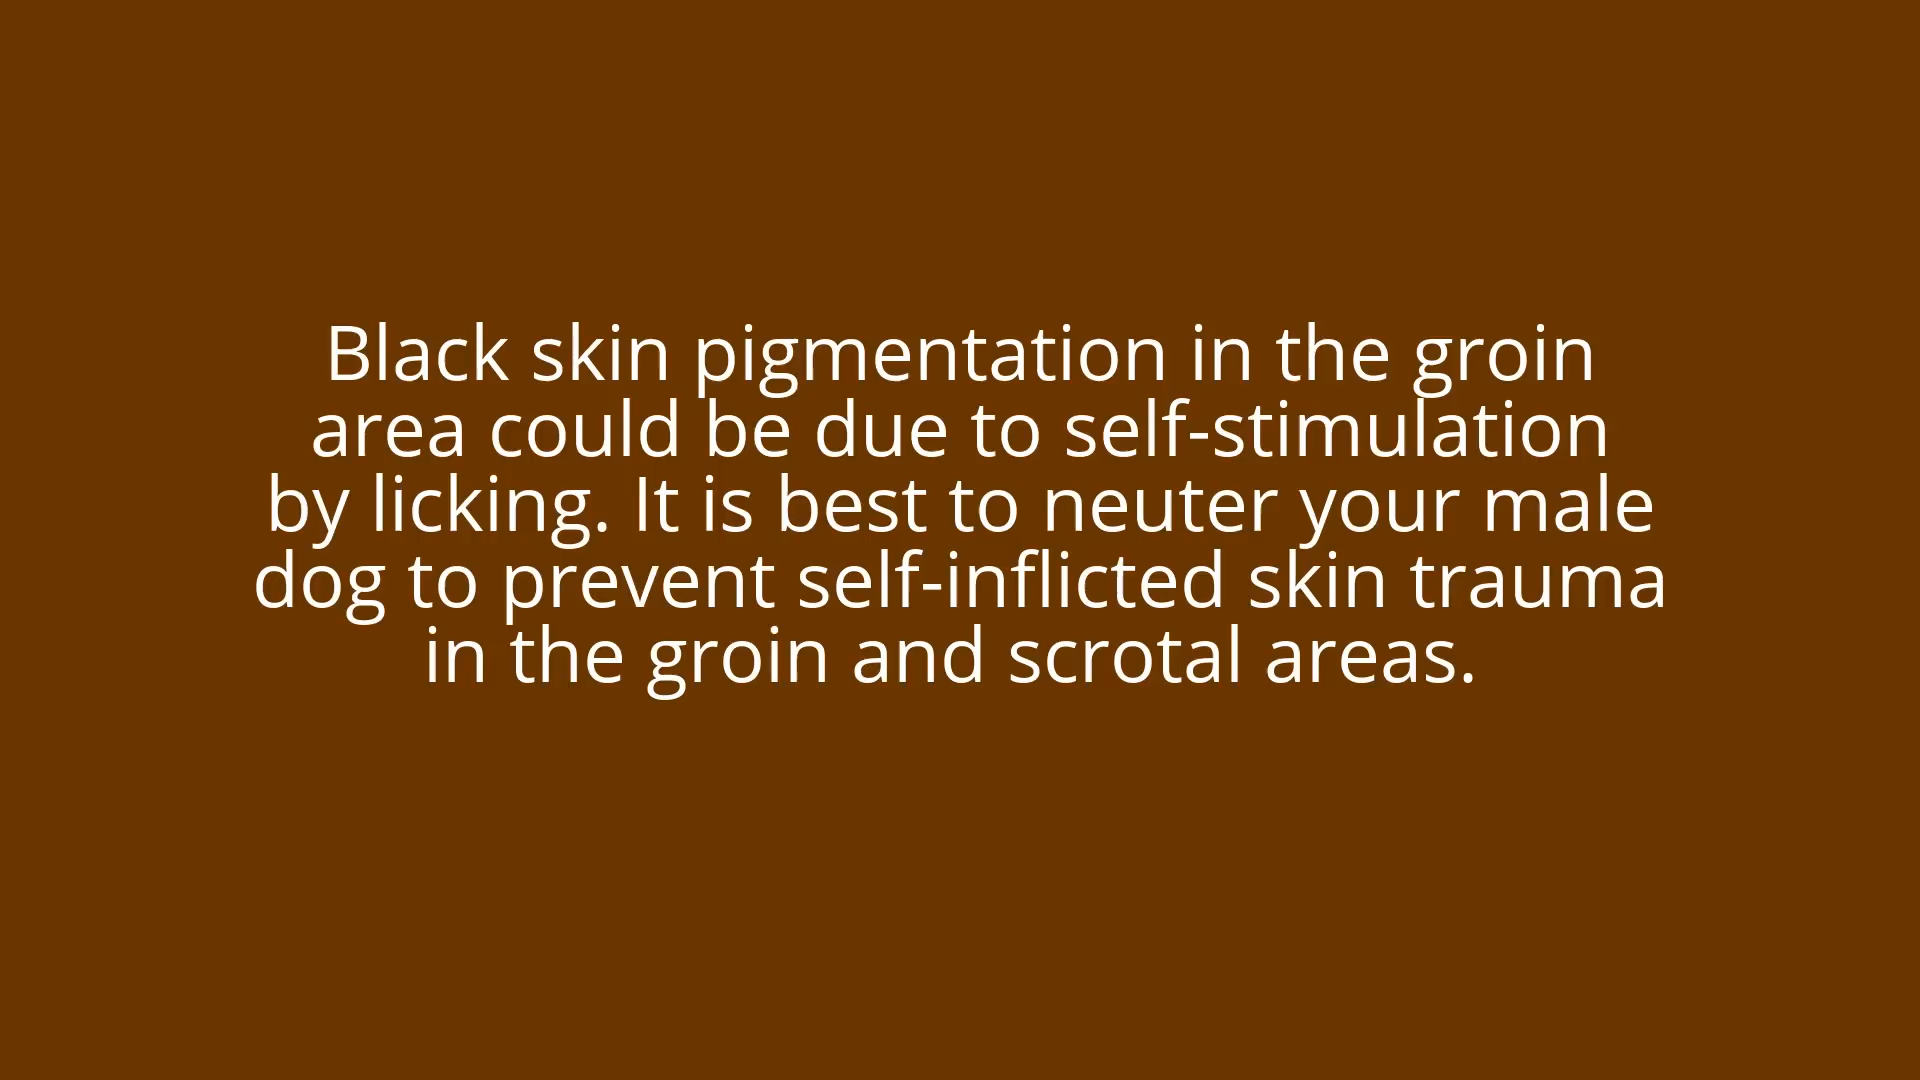 Black skin pigmentation in the groin
area could be due to self-stimulation
by licking. It is best to neuter your male
dog to prevent self-inflicted skin trauma
in the groin and scrotal areas.